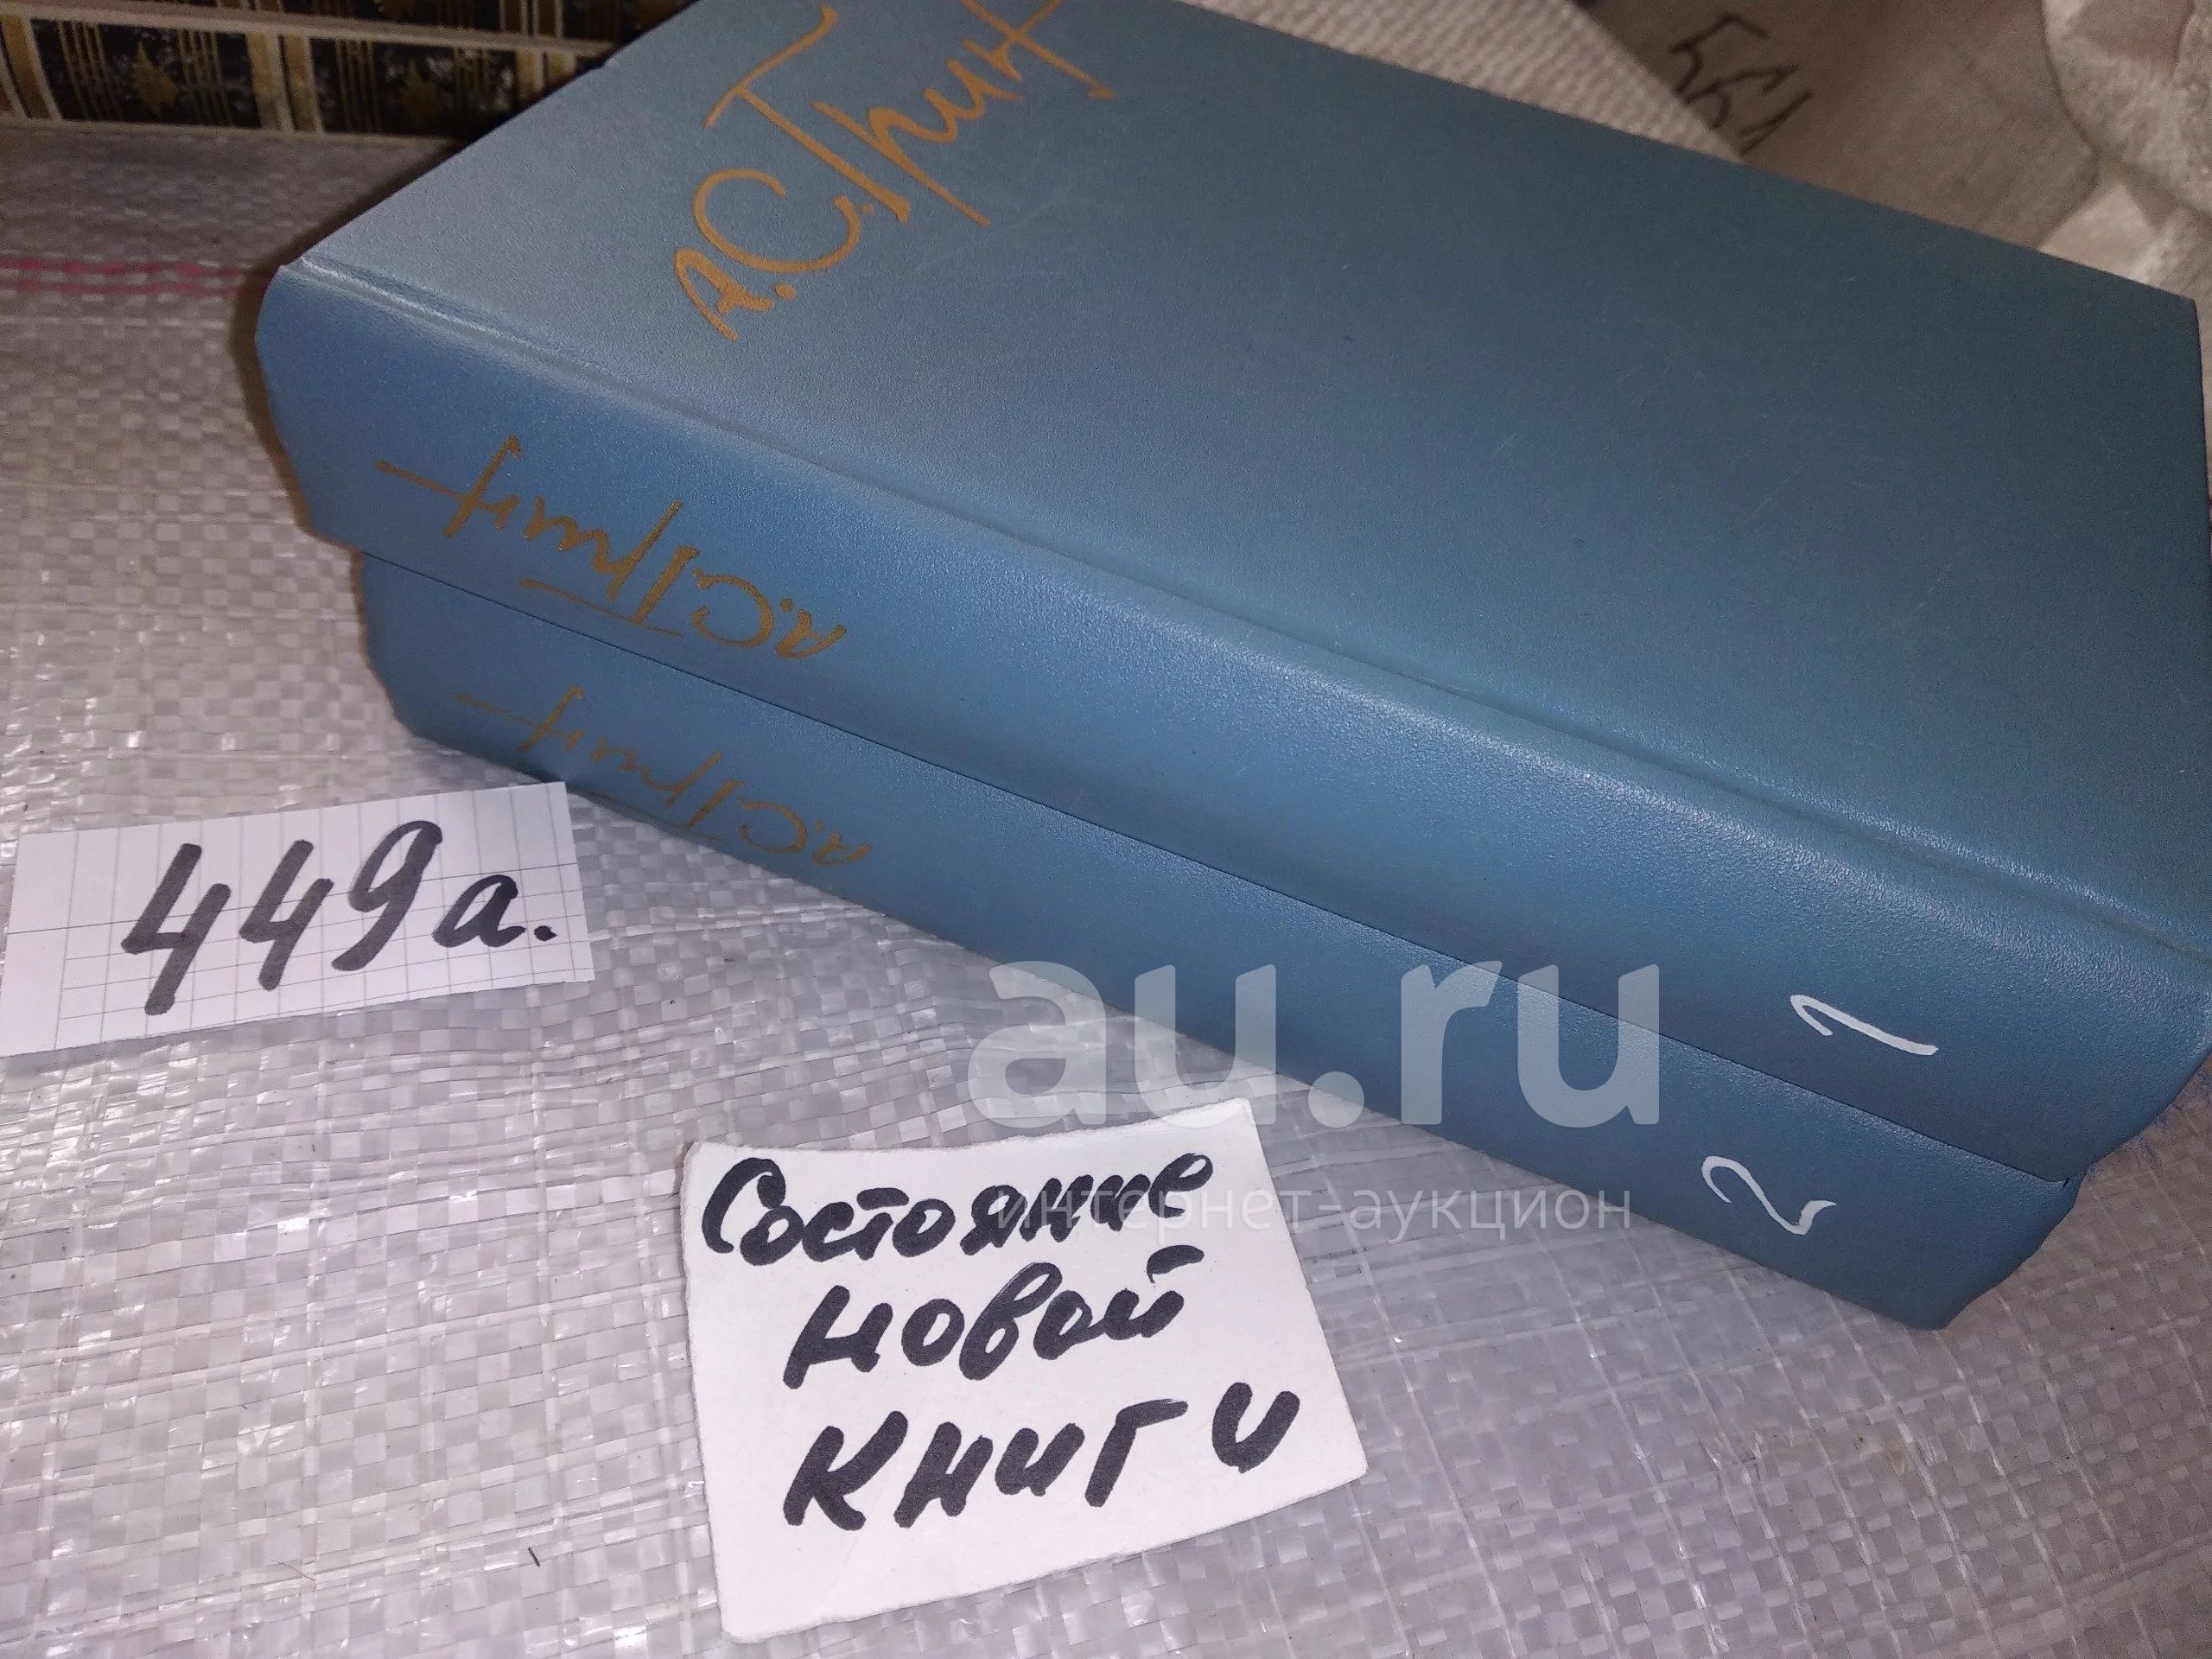 А.С.Грин
А.С.Грин
1
А.С.Грин
2
449а.
au.ru
интернет-аукцион
Состояние
новой
книги